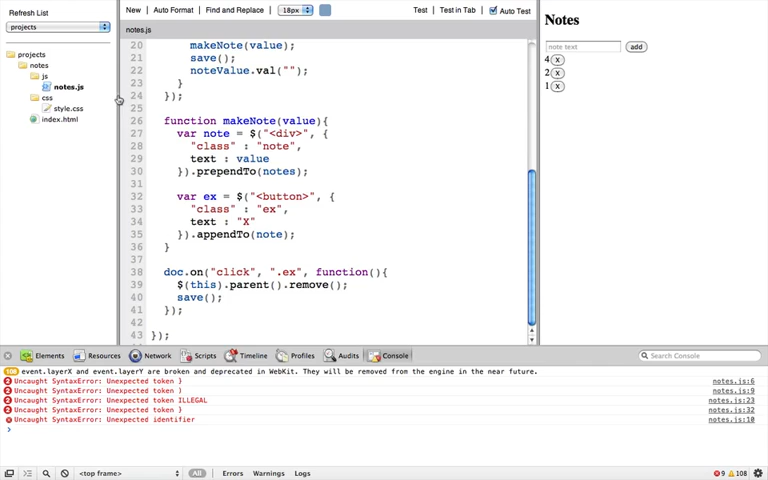 Refresh List
projects
projects
notes
js
notes.js
css
style.css
index.html
New Auto Format Find and Replace 18px Test Test in Tab Auto Test
notes.js
20 makeNote(value);
21 save();
22 noteValue.val("");
23 }
24 });
25
26 function makeNote(value){
27 var note = $("<div>", {
28 "class" : "note",
29 text : value
30 }).prependTo(notes);
31
32 var ex = $("<button>", {
33 "class" : "ex",
34 text : "X"
35 }).appendTo(note);
36 }
37
38 doc.on("click", ".ex", function(){
39 $(this).parent().remove();
40 save();
41 });
42
43 });
Notes
note text add
4 X
2 X
1 X
Elements Resources Network Scripts Timeline Profiles Audits Console Search Console
106 event.layerX and event.layerY are broken and deprecated in WebKit. They will be removed from the engine in the near future.
2 Uncaught SyntaxError: Unexpected token } notes.js:6
2 Uncaught SyntaxError: Unexpected token ) notes.js:9
2 Uncaught SyntaxError: Unexpected token ILLEGAL notes.js:23
2 Uncaught SyntaxError: Unexpected token } notes.js:32
Uncaught SyntaxError: Unexpected identifier notes.js:10
>
<top frame> All Errors Warnings Logs 9 108